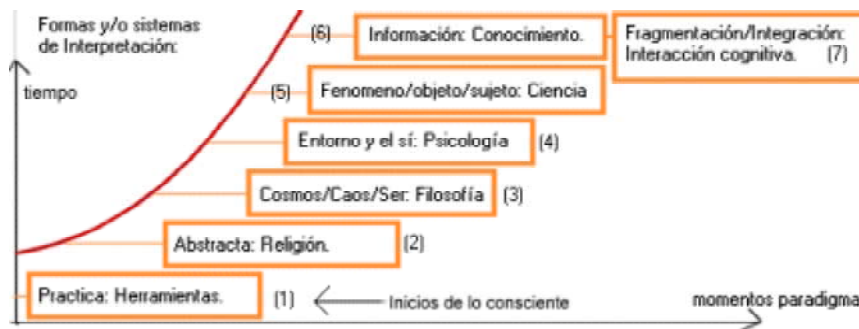 Formas y/o sistemas
de Interpretación:
tiempo
(6) Información: Conocimiento.
Fragmentación/Integración:
Interacción cognitiva. (7)
(5) Fenomeno/objeto/sujeto: Ciencia
Entorno y el sí: Psicología (4)
Cosmos/Caos/Ser: Filosofía (3)
Abstracta: Religión. (2)
Practica: Herramientas. (1) Inicios de lo consciente
momentos paradigma